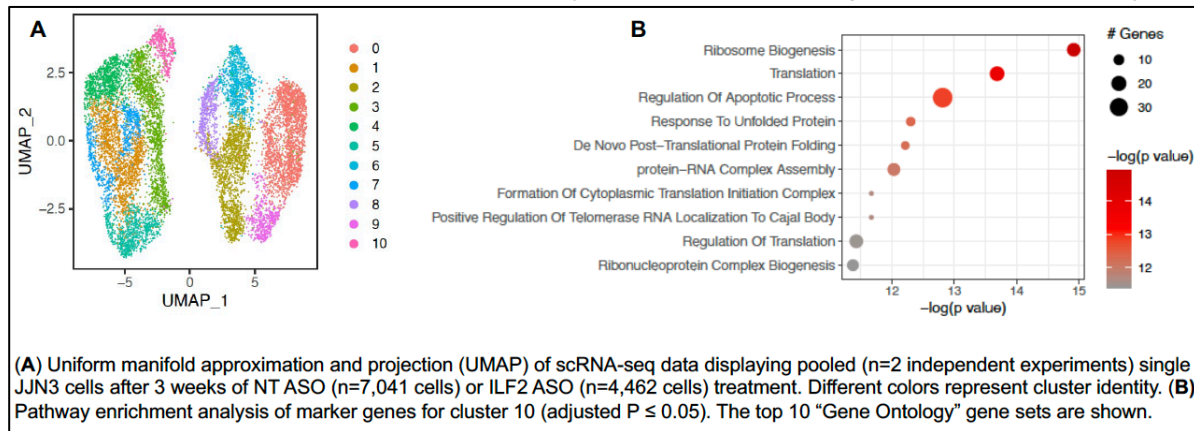 A
2.5
0.0
-2.5
UMAP_2
-5
5
UMAP_1
0
1
2
3
4
5
6
7
8
9
10
B
Ribosome Biogenesis
Translation
Regulation Of Apoptotic Process
Response To Unfolded Protein
De Novo Post-Translational Protein Folding
protein-RNA Complex Assembly
Formation Of Cytoplasmic Translation Initiation Complex
Positive Regulation Of Telomerase RNA Localization To Cajal Body
Regulation Of Translation
Ribonucleoprotein Complex Biogenesis
12 13 14 15
-log(p value)
# Genes
10
20
30
-log(p value)
14
13
12
(A) Uniform manifold approximation and projection (UMAP) of scRNA-seq data displaying pooled (n=2 independent experiments) single
JJN3 cells after 3 weeks of NT ASO (n=7,041 cells) or ILF2 ASO (n=4,462 cells) treatment. Different colors represent cluster identity. (B)
Pathway enrichment analysis of marker genes for cluster 10 (adjusted P ≤ 0.05). The top 10 “Gene Ontology” gene sets are shown.